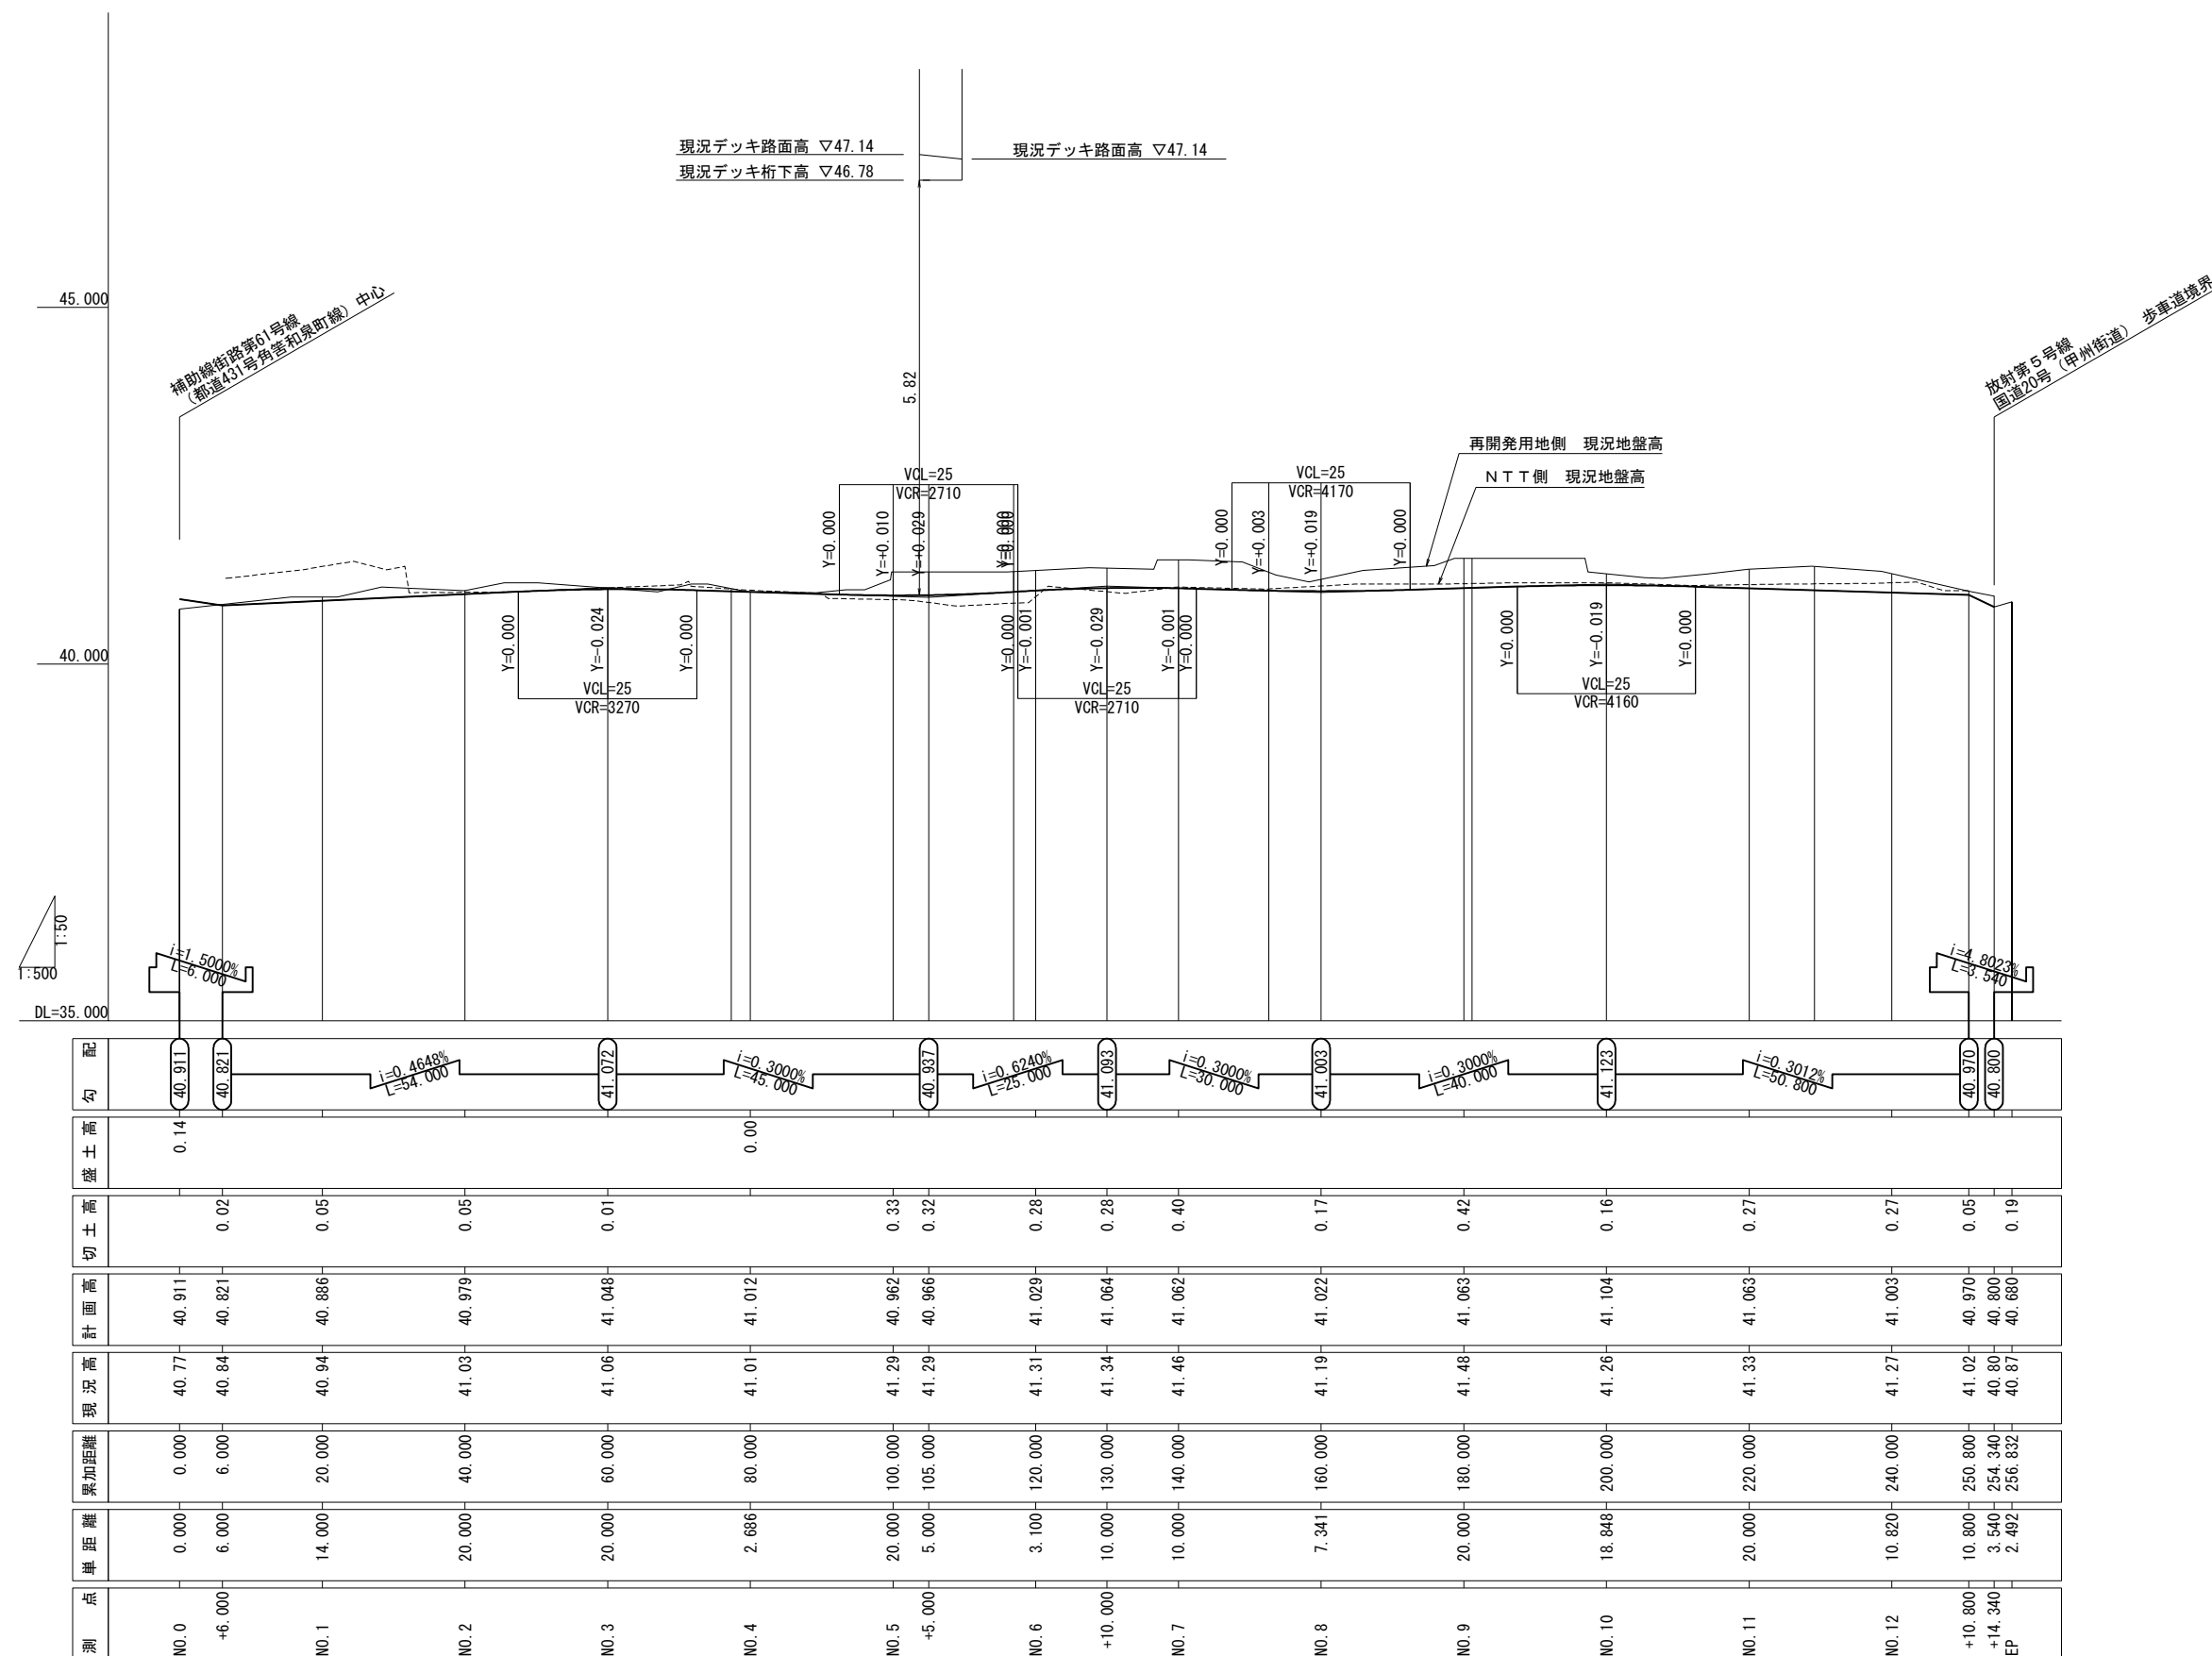 現況デッキ路面高 ▽47.14
現況デッキ桁下高 ▽46.78
現況デッキ路面高 ▽47.14
45.000
40.000
DL=35.000
1:50
1:500
補助線街路第61号線
(都道431号角筈和泉町線) 中心
放射第5号線
国道20号(甲州街道) 歩車道境界
5.82
再開発用地側 現況地盤高
NTT側 現況地盤高
VCL=25
VCR=2710
Y=0.000
Y=+0.010
Y=+0.029
Y=0.000
VCL=25
VCR=4170
Y=0.000
Y=+0.003
Y=+0.019
Y=0.000
Y=0.000
Y=-0.024
Y=0.000
VCL=25
VCR=3270
Y=0.000
Y=-0.001
Y=-0.029
Y=-0.001
Y=0.000
VCL=25
VCR=2710
Y=0.000
Y=-0.019
Y=0.000
VCL=25
VCR=4160
i=1.5000%
L=6.000
i=4.8023%
L=3.540
勾配
40.911
40.821
i=0.4648%
L=54.000
41.072
i=0.3000%
L=45.000
40.937
i=0.6240%
L=25.000
41.093
i=0.3000%
L=30.000
41.003
i=0.3000%
L=40.000
41.123
i=0.3012%
L=50.800
40.970
40.800
盛土高 0.14 0.00
切土高 0.02 0.05 0.05 0.01 0.33 0.32 0.28 0.28 0.40 0.17 0.42 0.16 0.27 0.27 0.05 0.19
計画高 40.911 40.821 40.886 40.979 41.048 41.012 40.962 40.966 41.029 41.064 41.062 41.022 41.063 41.104 41.063 41.003 40.970 40.800 40.680
現況高 40.77 40.84 40.94 41.03 41.06 41.01 41.29 41.29 41.31 41.34 41.46 41.19 41.48 41.26 41.33 41.27 41.02 40.80 40.87
累加距離 0.000 6.000 20.000 40.000 60.000 80.000 100.000 105.000 120.000 130.000 140.000 160.000 180.000 200.000 220.000 240.000 250.800 254.340 256.832
単距離 0.000 6.000 14.000 20.000 20.000 2.686 20.000 5.000 3.100 10.000 10.000 7.341 20.000 18.848 20.000 10.820 10.800 3.540 2.492
測点 NO.0 +6.000 NO.1 NO.2 NO.3 NO.4 NO.5 +5.000 NO.6 +10.000 NO.7 NO.8 NO.9 NO.10 NO.11 NO.12 +10.800 +14.340 EP